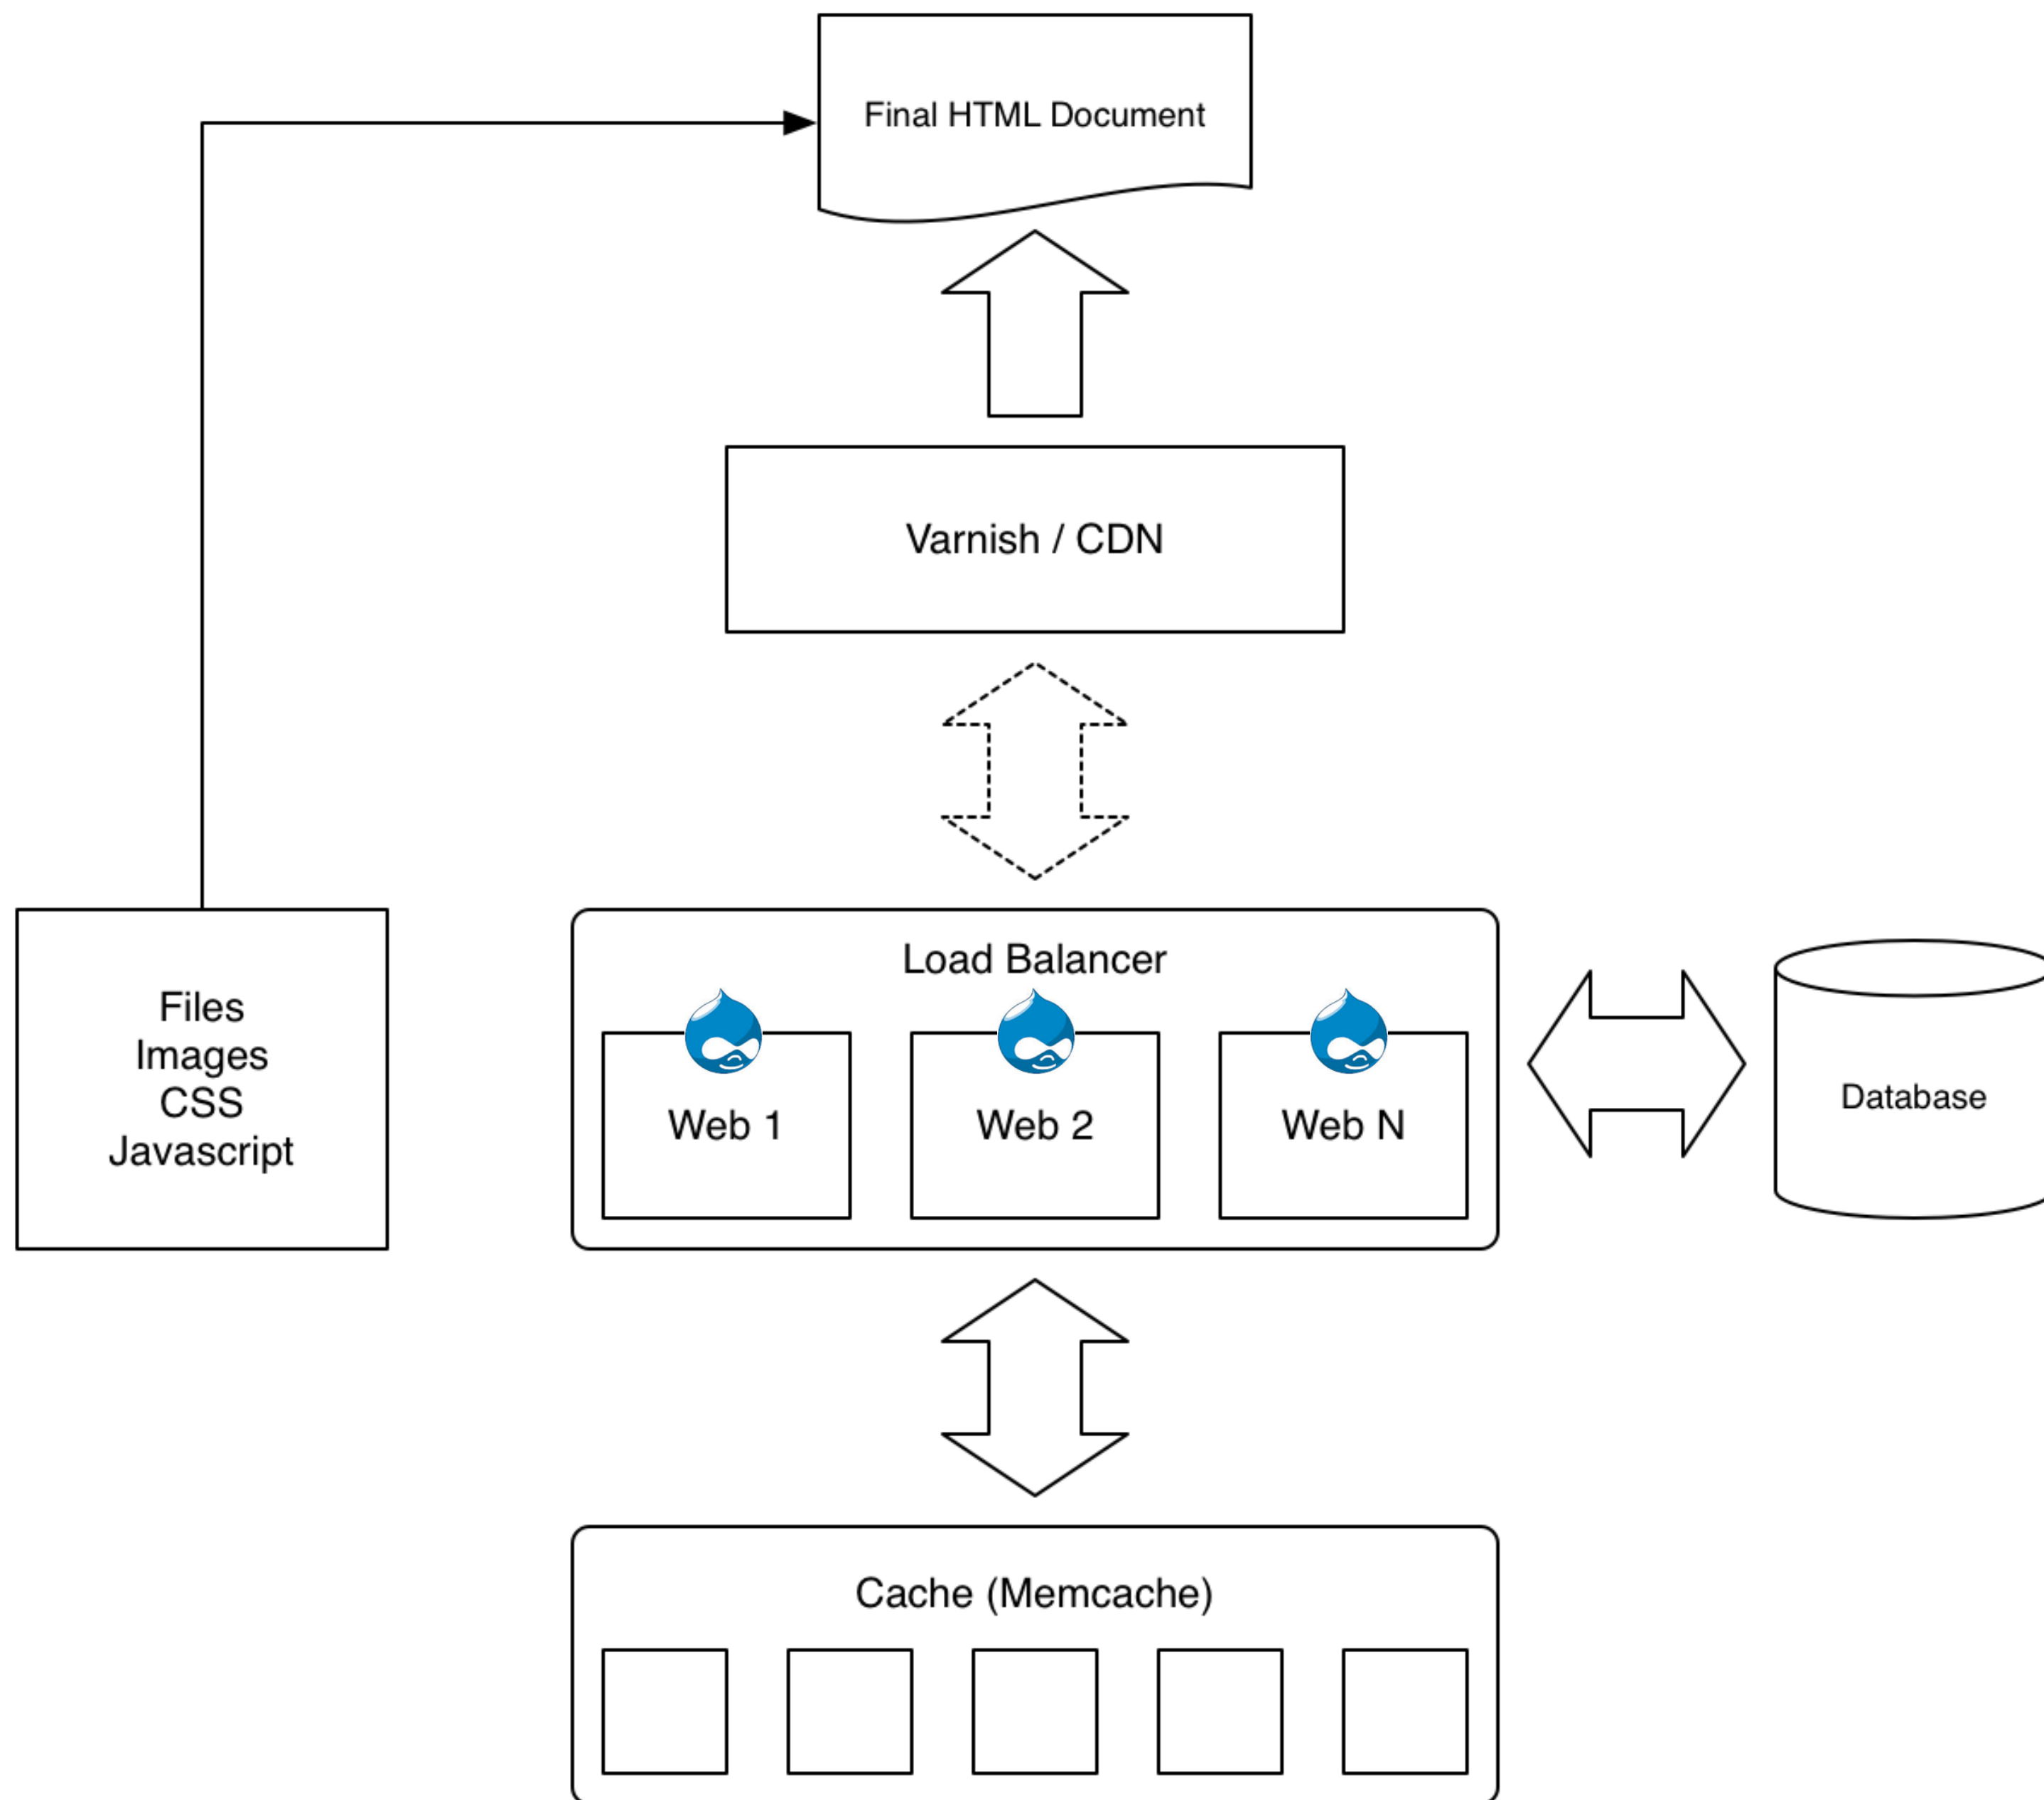 Final HTML Document
Varnish / CDN
Load Balancer
Files
Images
CSS
Javascript
Web 1
Web 2
Web N
Database
Cache (Memcache)